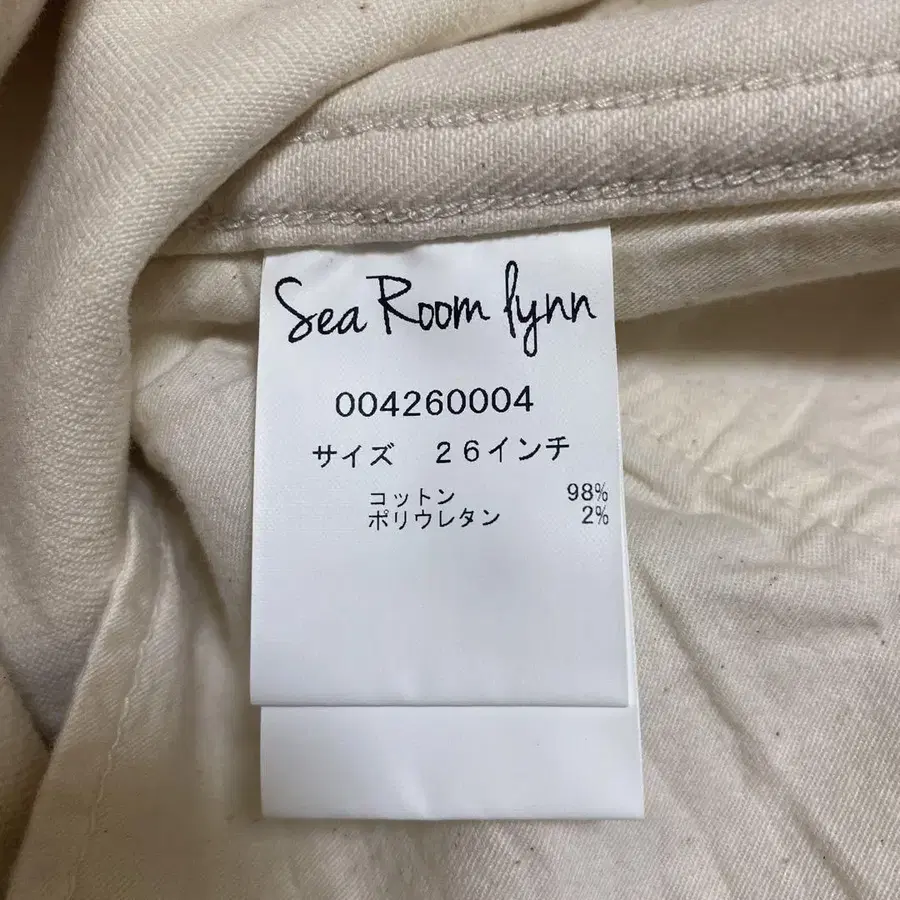 Sea Room lynn
004260004
サイズ 26インチ
コットン 98%
ポリウレタン 2%